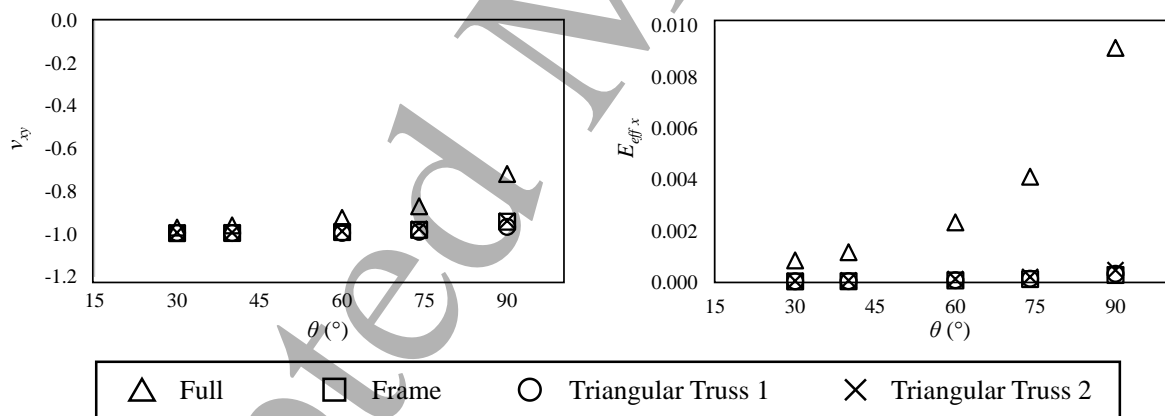 0.0
-0.2
-0.4
-0.6
-0.8
-1.0
-1.2
ν_xy
15 30 45 60 75 90
θ (°)
0.010
0.008
0.006
0.004
0.002
0.000
E_eff x
15 30 45 60 75 90
θ (°)
Full Frame Triangular Truss 1 Triangular Truss 2